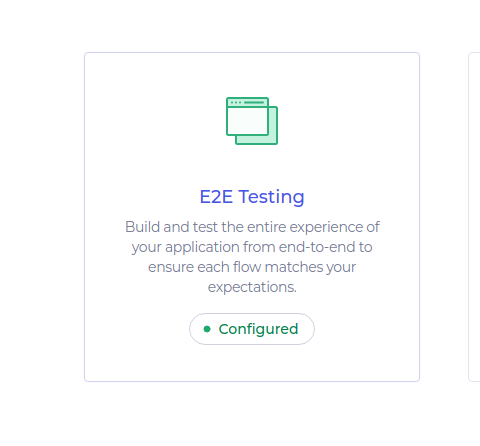 E2E Testing
Build and test the entire experience of
your application from end-to-end to
ensure each flow matches your
expectations.
Configured